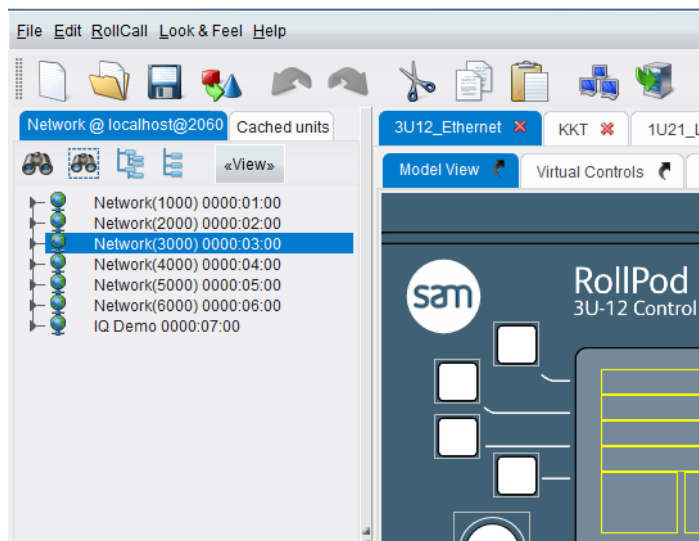 File Edit RollCall Look & Feel Help
Network @ localhost@2060 Cached units
3U12_Ethernet KKT
«View»
Model View Virtual Controls
Network(1000) 0000:01:00
Network(2000) 0000:02:00
Network(3000) 0000:03:00
Network(4000) 0000:04:00
Network(5000) 0000:05:00
Network(6000) 0000:06:00
IQ Demo 0000:07:00
sam
RollPod
3U-12 Control